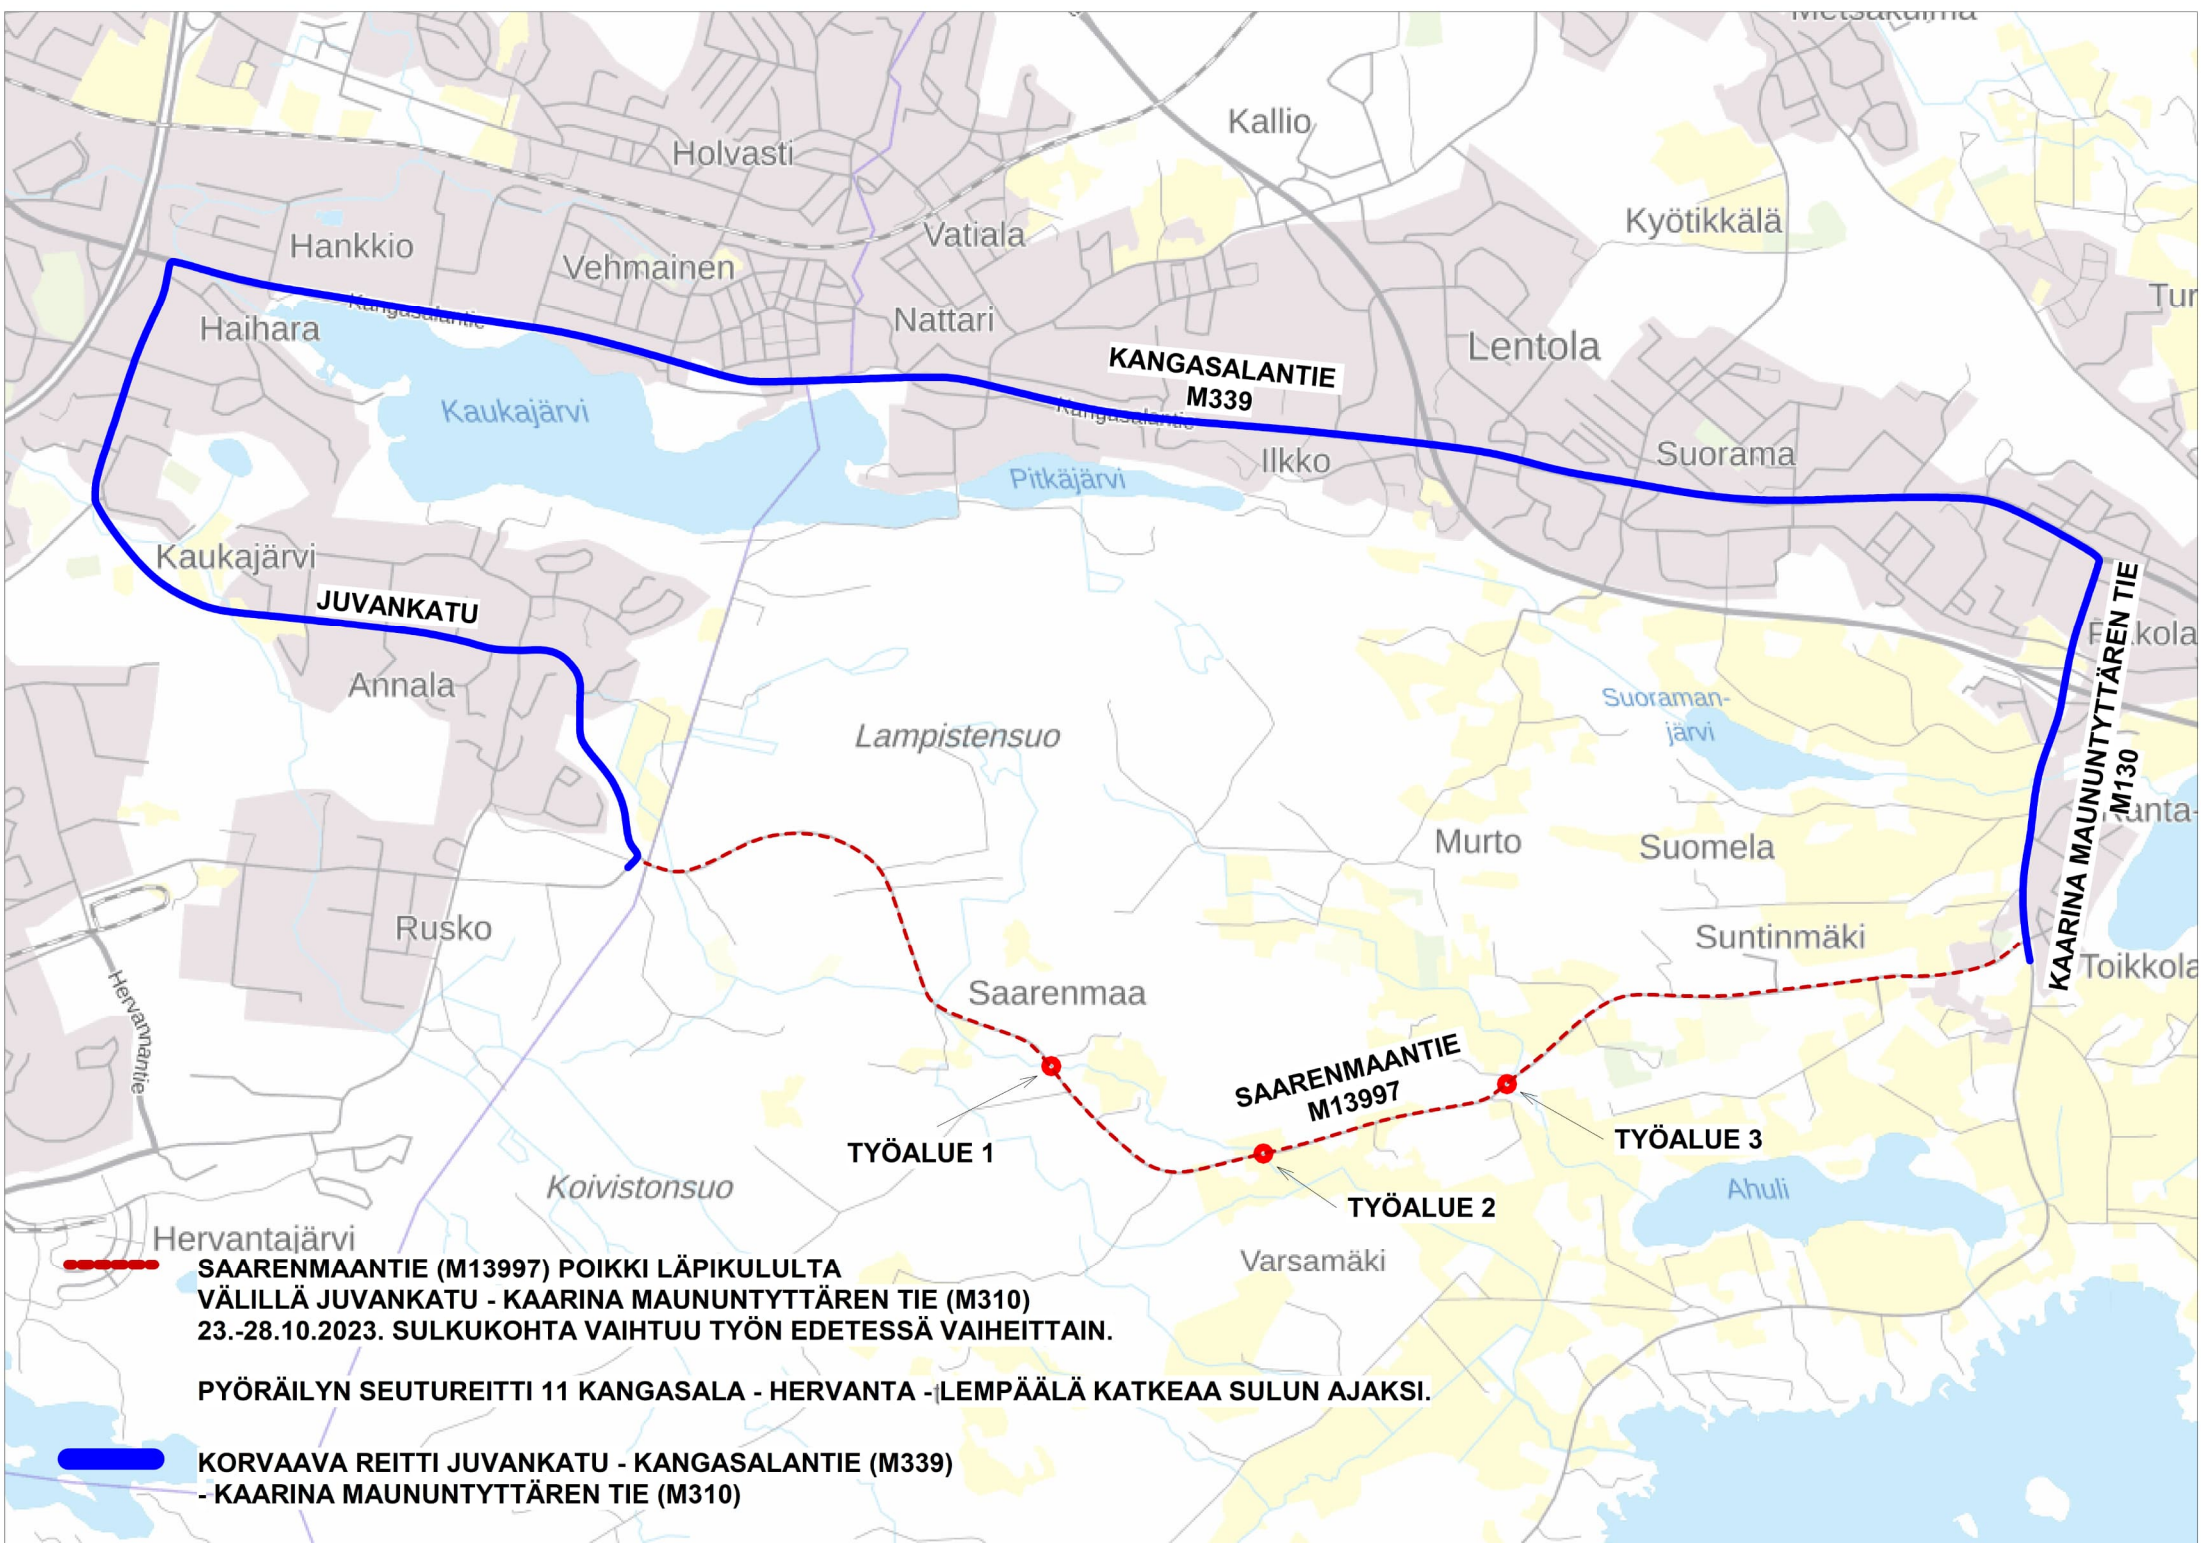 Kallio
Holvasti
Vatiala
Kyötikkälä
Hankkio
Vehmainen
Haihara
Kangasalantie
Nattari
Lentola
KANGASALANTIE
M339
Kaukajärvi
Kangasalantie
Ilkko
Suorama
Pitkäjärvi
Kaukajärvi
JUVANKATU
KAARINA MAUNUNTYTTÄREN TIE
M130
Annala
Suoraman-
järvi
Lampistensuo
Murto
Suomela
Rusko
Suntinmäki
Toikkola
Hervannantie
Saarenmaa
SAARENMAANTIE
M13997
TYÖALUE 1
TYÖALUE 3
TYÖALUE 2
Koivistonsuo
Ahuli
Hervantajärvi
Varsamäki
SAARENMAANTIE (M13997) POIKKI LÄPIKULULTA
VÄLILLÄ JUVANKATU - KAARINA MAUNUNTYTTÄREN TIE (M310)
23.-28.10.2023. SULKUKOHTA VAIHTUU TYÖN EDETESSÄ VAIHEITTAIN.
PYÖRÄILYN SEUTUREITTI 11 KANGASALA - HERVANTA - LEMPÄÄLÄ KATKEAA SULUN AJAKSI.
KORVAAVA REITTI JUVANKATU - KANGASALANTIE (M339)
- KAARINA MAUNUNTYTTÄREN TIE (M310)